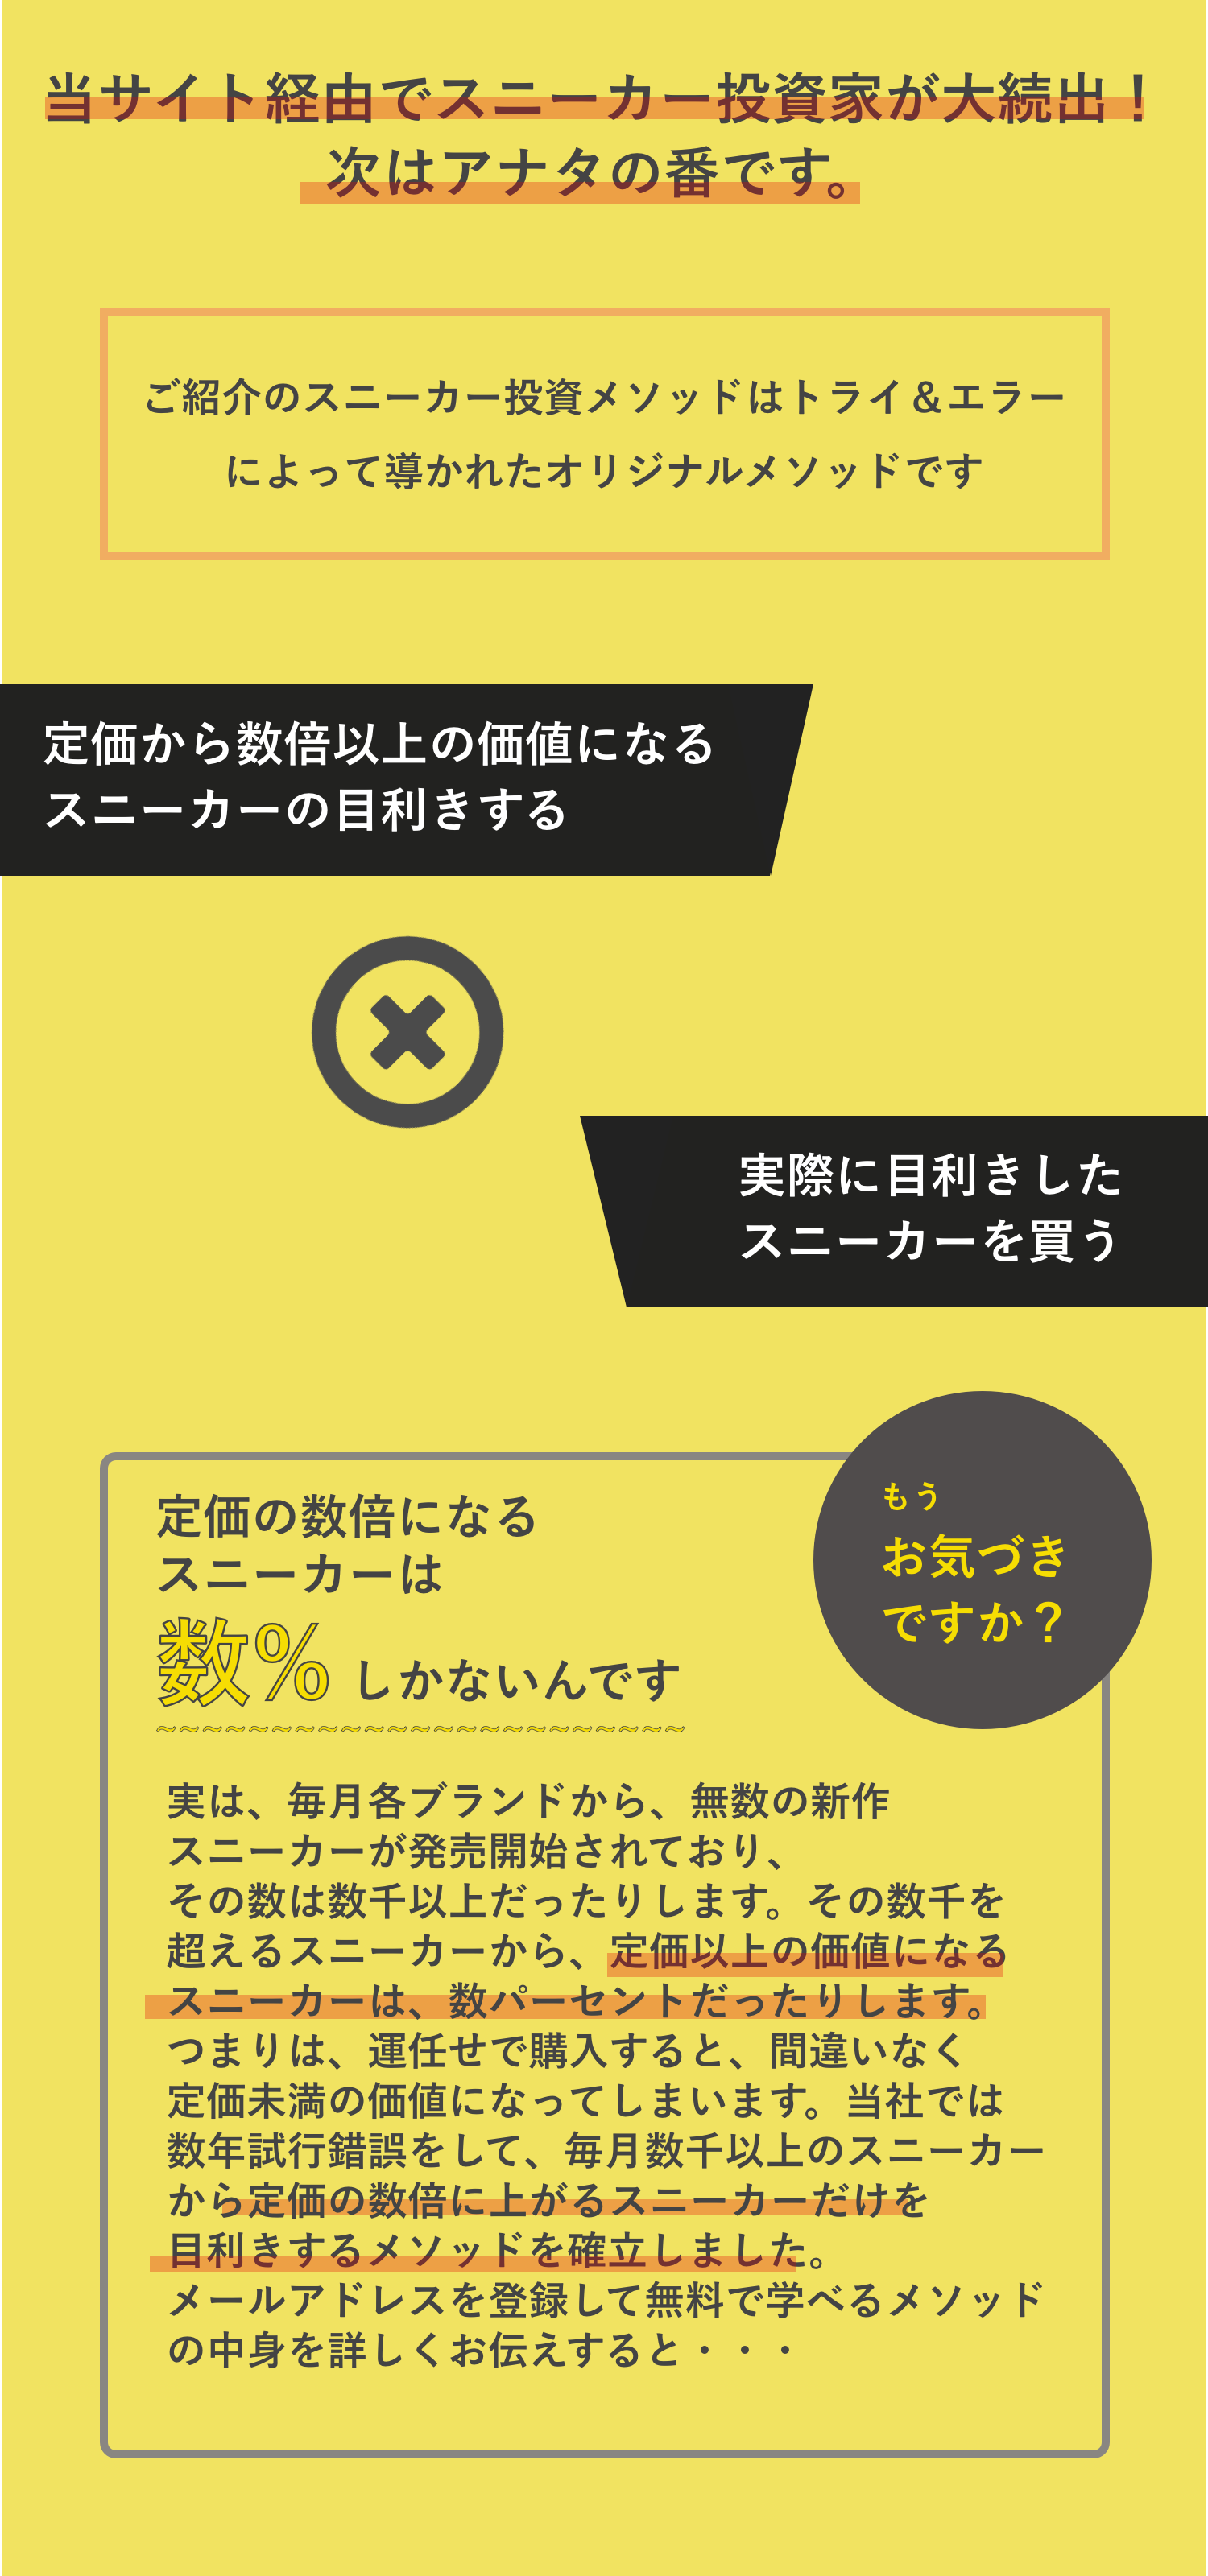 当サイト経由でスニーカー投資家が大続出！
次はアナタの番です。
ご紹介のスニーカー投資メソッドはトライ＆エラー
によって導かれたオリジナルメソッドです
定価から数倍以上の価値になる
スニーカーの目利きする
実際に目利きした
スニーカーを買う
もう
お気づき
ですか？
定価の数倍になる
スニーカーは
数% しかないんです
～～～～～～～～～～～～～～～～～～～～～～～
実は、毎月各ブランドから、無数の新作
スニーカーが発売開始されており、
その数は数千以上だったりします。その数千を
超えるスニーカーから、定価以上の価値になる
スニーカーは、数パーセントだったりします。
つまりは、運任せで購入すると、間違いなく
定価未満の価値になってしまいます。当社では
数年試行錯誤をして、毎月数千以上のスニーカー
から定価の数倍に上がるスニーカーだけを
目利きするメソッドを確立しました。
メールアドレスを登録して無料で学べるメソッド
の中身を詳しくお伝えすると・・・